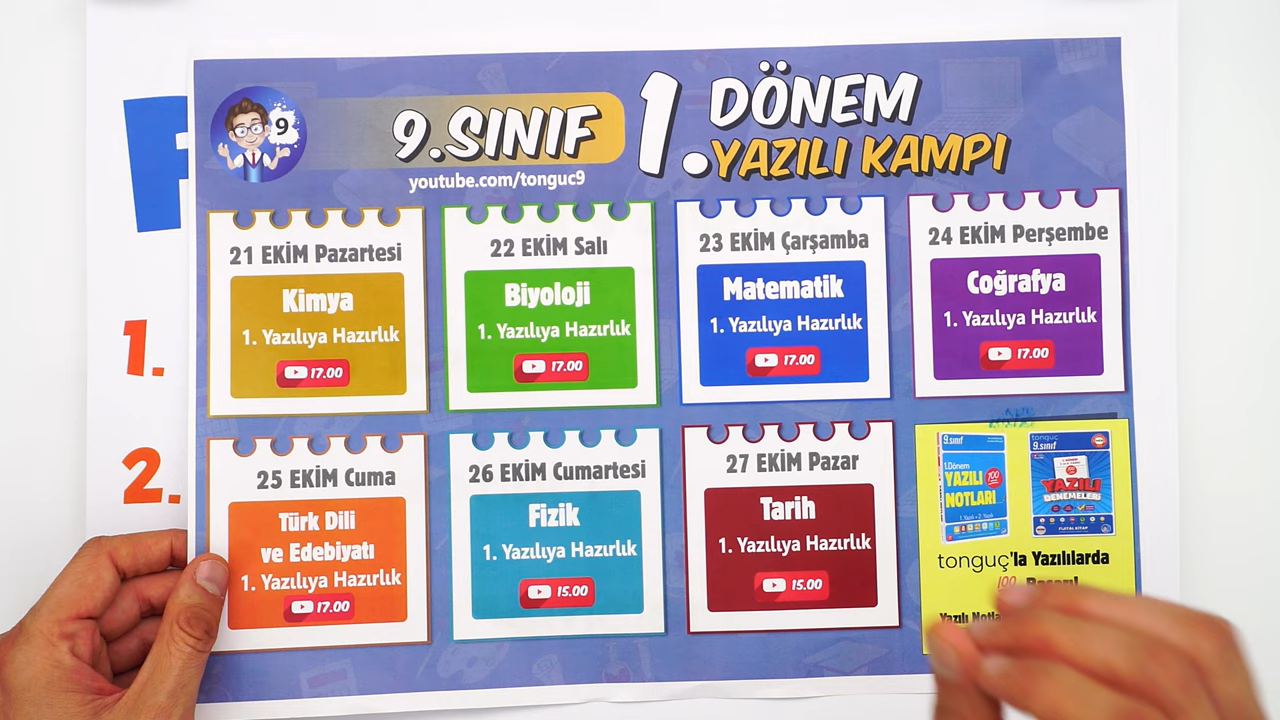 9
9.SINIF
1. DÖNEM
YAZILI KAMPI
youtube.com/tonguc9
21 EKİM Pazartesi
Kimya
1. Yazılıya Hazırlık
17.00
22 EKİM Salı
Biyoloji
1. Yazılıya Hazırlık
17.00
23 EKİM Çarşamba
Matematik
1. Yazılıya Hazırlık
17.00
24 EKİM Perşembe
Coğrafya
1. Yazılıya Hazırlık
17.00
25 EKİM Cuma
Türk Dili
ve Edebiyatı
1. Yazılıya Hazırlık
17.00
26 EKİM Cumartesi
Fizik
1. Yazılıya Hazırlık
15.00
27 EKİM Pazar
Tarih
1. Yazılıya Hazırlık
15.00
9.sınıf
1.Dönem
YAZILI
NOTLARI
100
tonguç
9.sınıf
YAZILI
DENEMELERİ
tonguç'la Yazılılarda
100
Yazılı
1.
2.